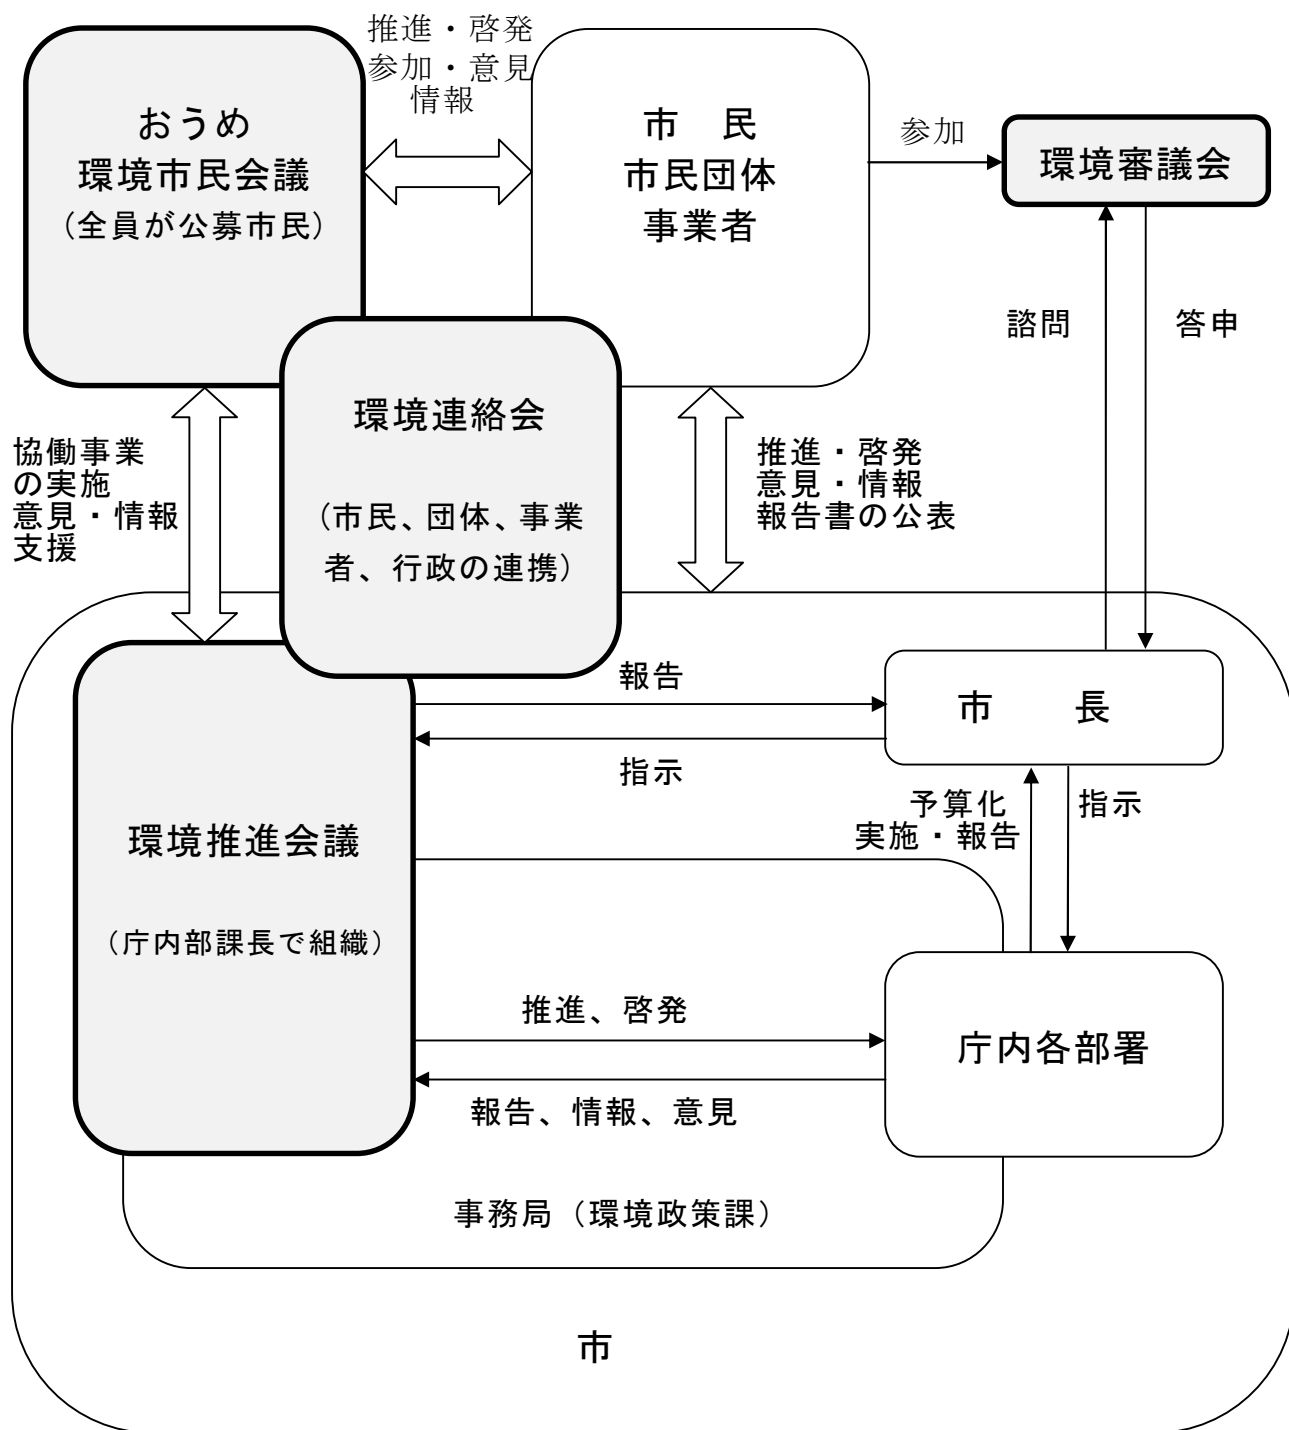 推進・啓発
参加・意見
情報
おうめ
環境市民会議
（全員が公募市民）
市　民
市民団体
事業者
参加
環境審議会
諮問
答申
環境連絡会
（市民、団体、事業
者、行政の連携）
協働事業
の実施
意見・情報
支援
推進・啓発
意見・情報
報告書の公表
報告
市　　長
指示
予算化
実施・報告
指示
環境推進会議
（庁内部課長で組織）
推進、啓発
庁内各部署
報告、情報、意見
事務局（環境政策課）
市